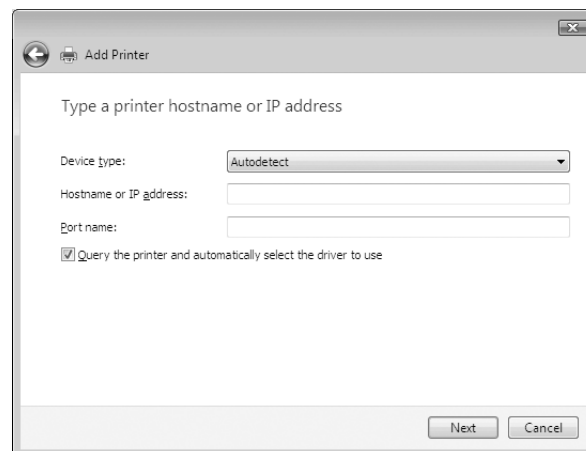 Add Printer
Type a printer hostname or IP address
Device type: Autodetect
Hostname or IP address:
Port name:
Query the printer and automatically select the driver to use
Next Cancel